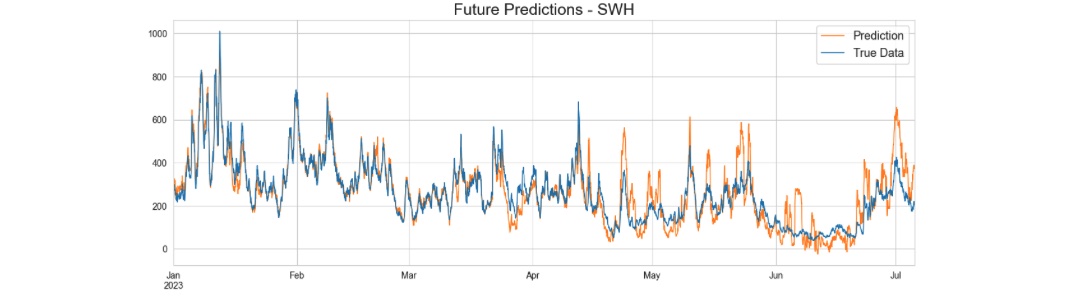 Future Predictions - SWH
Prediction
True Data
1000
800
600
400
200
0
Jan Feb Mar Apr May Jun Jul
2023